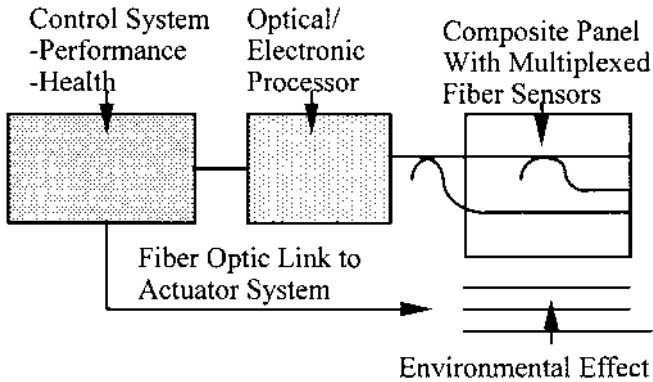 Control System
-Performance
-Health
Optical/
Electronic
Processor
Composite Panel
With Multiplexed
Fiber Sensors
Fiber Optic Link to
Actuator System
Environmental Effect